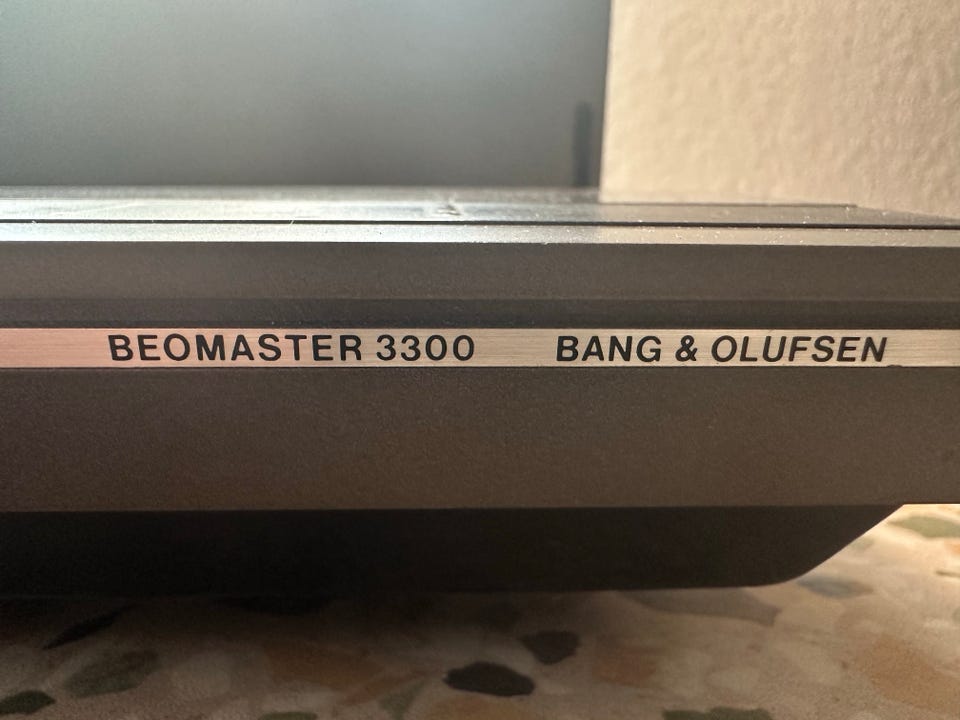 BEOMASTER 3300 BANG & OLUFSEN